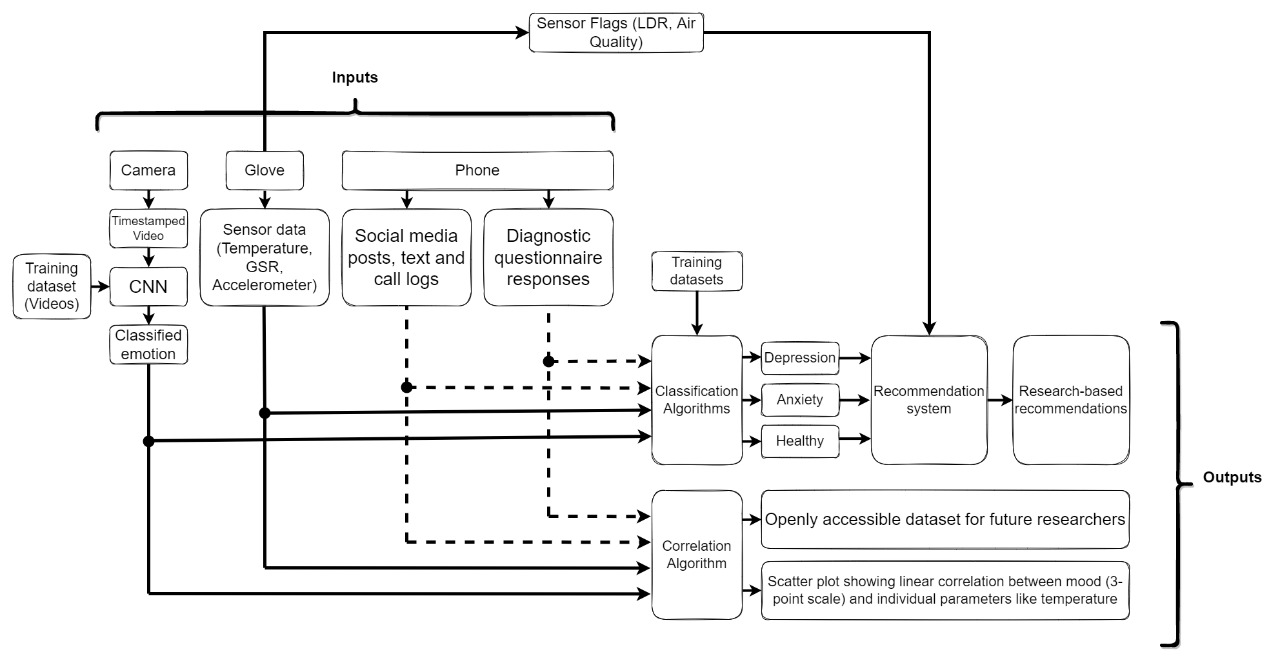 Sensor Flags (LDR, Air
Quality)
Inputs
Camera
Glove
Phone
Timestamped
Video
Sensor data
(Temperature,
GSR,
Accelerometer)
Social media
posts, text and
call logs
Diagnostic
questionnaire
responses
Training
dataset
(Videos)
CNN
Classified
emotion
Training
datasets
Classification
Algorithms
Depression
Anxiety
Healthy
Recommendation
system
Research-based
recommendations
Outputs
Correlation
Algorithm
Openly accessible dataset for future researchers
Scatter plot showing linear correlation between mood (3-
point scale) and individual parameters like temperature